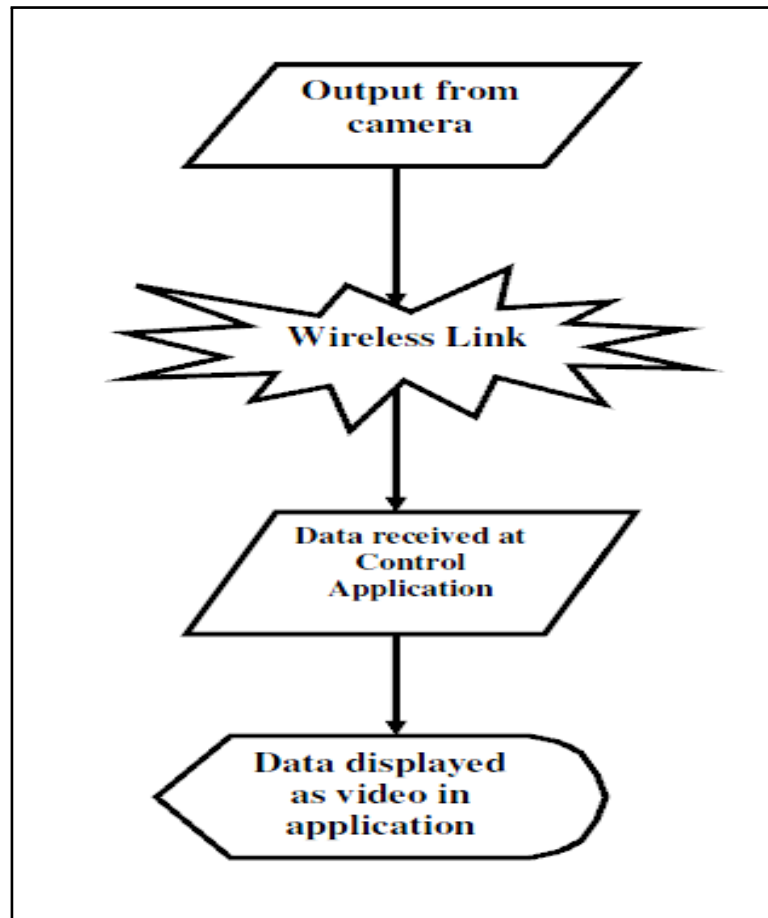 Output from
camera
Wireless Link
Data received at
Control
Application
Data displayed
as video in
application